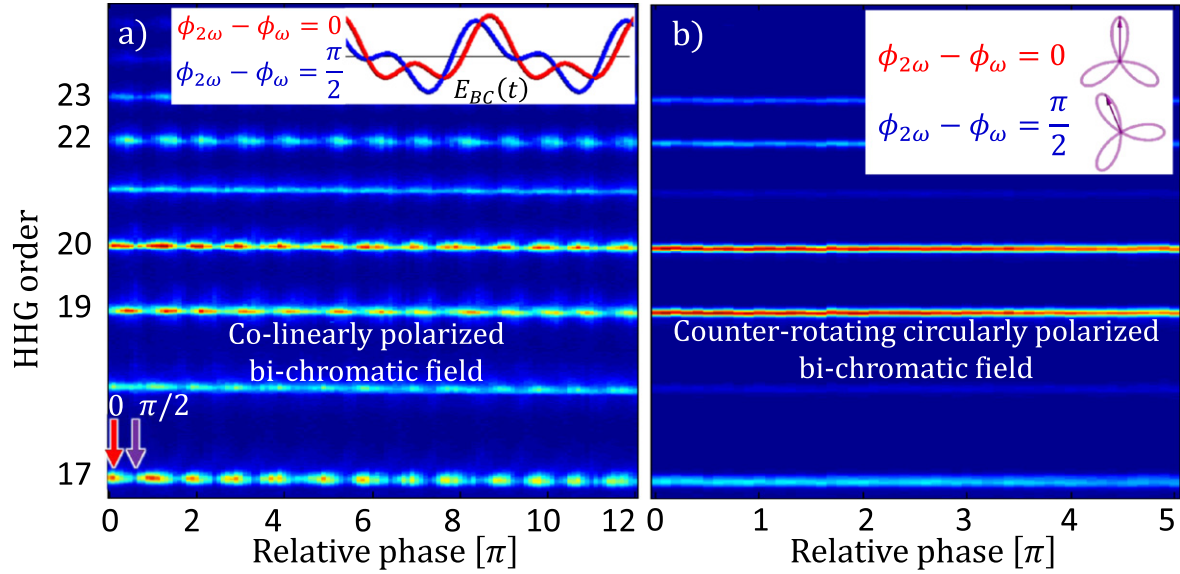 a)
ϕ₂ω − ϕω = 0
ϕ₂ω − ϕω = π/2
E_BC(t)
HHG order
23
22
20
19
17
Co-linearly polarized
bi-chromatic field
0 π/2
0 2 4 6 8 10 12
Relative phase [π]
b)
ϕ₂ω − ϕω = 0
ϕ₂ω − ϕω = π/2
Counter-rotating circularly polarized
bi-chromatic field
0 1 2 3 4 5
Relative phase [π]